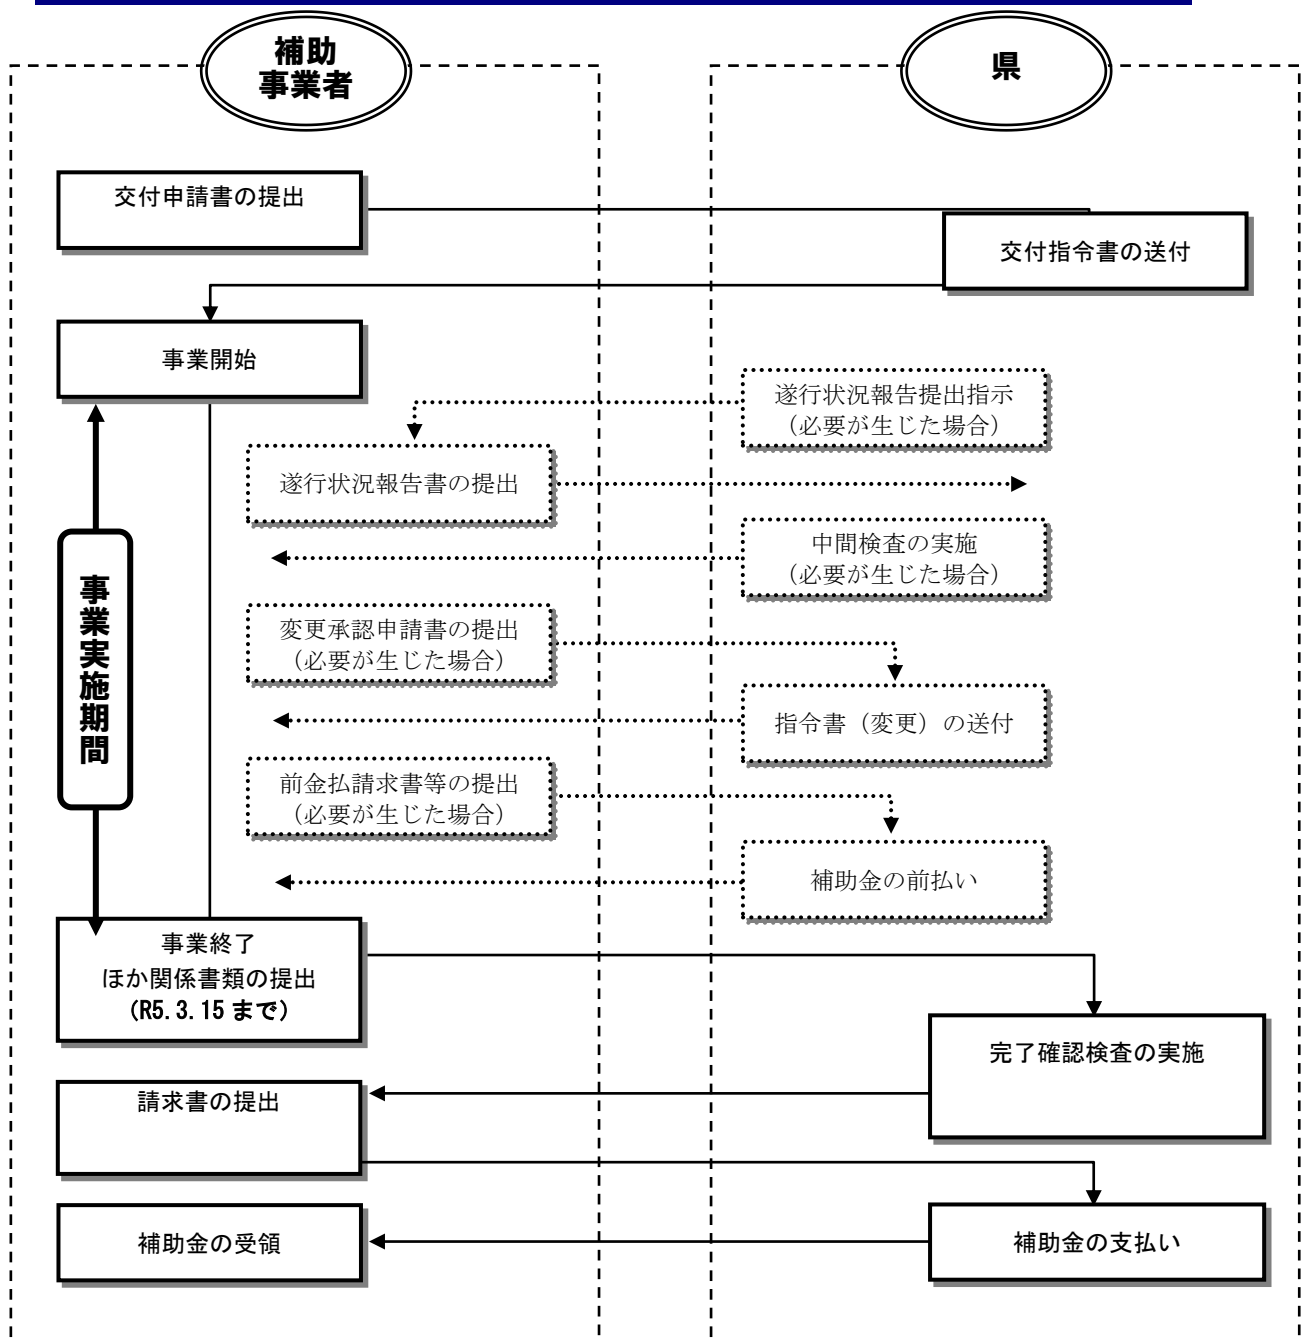 補助
事業者
県
交付申請書の提出
交付指令書の送付
事業開始
遂行状況報告提出指示
（必要が生じた場合）
遂行状況報告書の提出
中間検査の実施
（必要が生じた場合）
事業実施期間
変更承認申請書の提出
（必要が生じた場合）
指令書（変更）の送付
前金払請求書等の提出
（必要が生じた場合）
補助金の前払い
事業終了
ほか関係書類の提出
（R5.3.15まで）
完了確認検査の実施
請求書の提出
補助金の受領
補助金の支払い